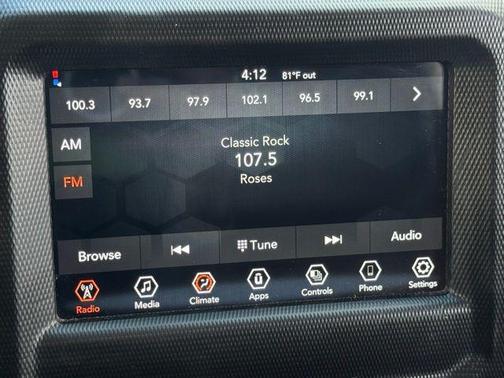 4:12 81°F out
100.3 93.7 97.9 102.1 96.5 99.1
AM
Classic Rock
107.5
FM
Roses
Browse Tune Audio
Radio Media Climate Apps Controls Phone Settings